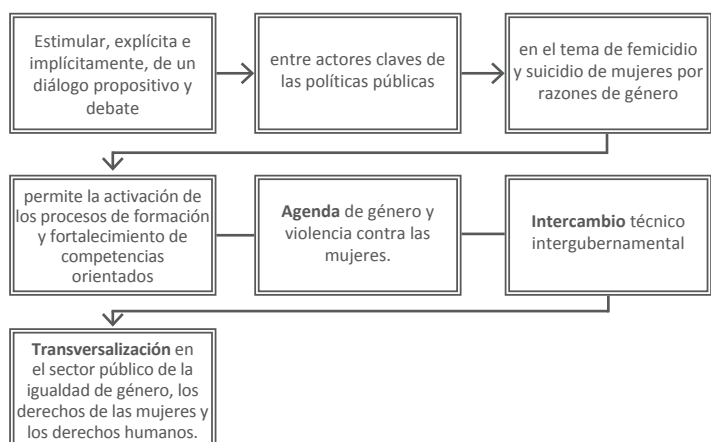 Estimular, explícita e
implícitamente, de un
diálogo propositivo y
debate
entre actores claves de
las políticas públicas
en el tema de femicidio
y suicidio de mujeres por
razones de género
permite la activación de
los procesos de formación
y fortalecimiento de
competencias
orientados
Agenda de género y
violencia contra las
mujeres.
Intercambio técnico
intergubernamental
Transversalización en
el sector público de la
igualdad de género, los
derechos de las mujeres y
los derechos humanos.